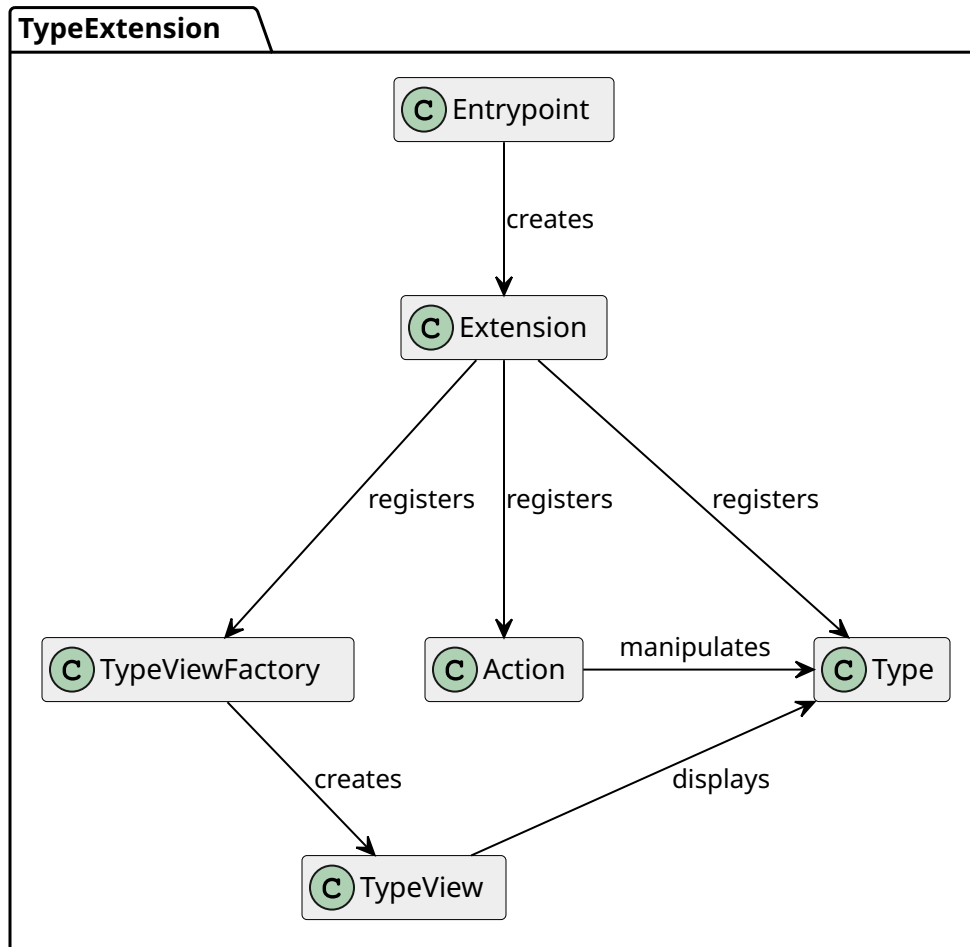 TypeExtension
C Entrypoint
creates
C Extension
registers registers registers
C TypeViewFactory C Action manipulates C Type
creates displays
C TypeView